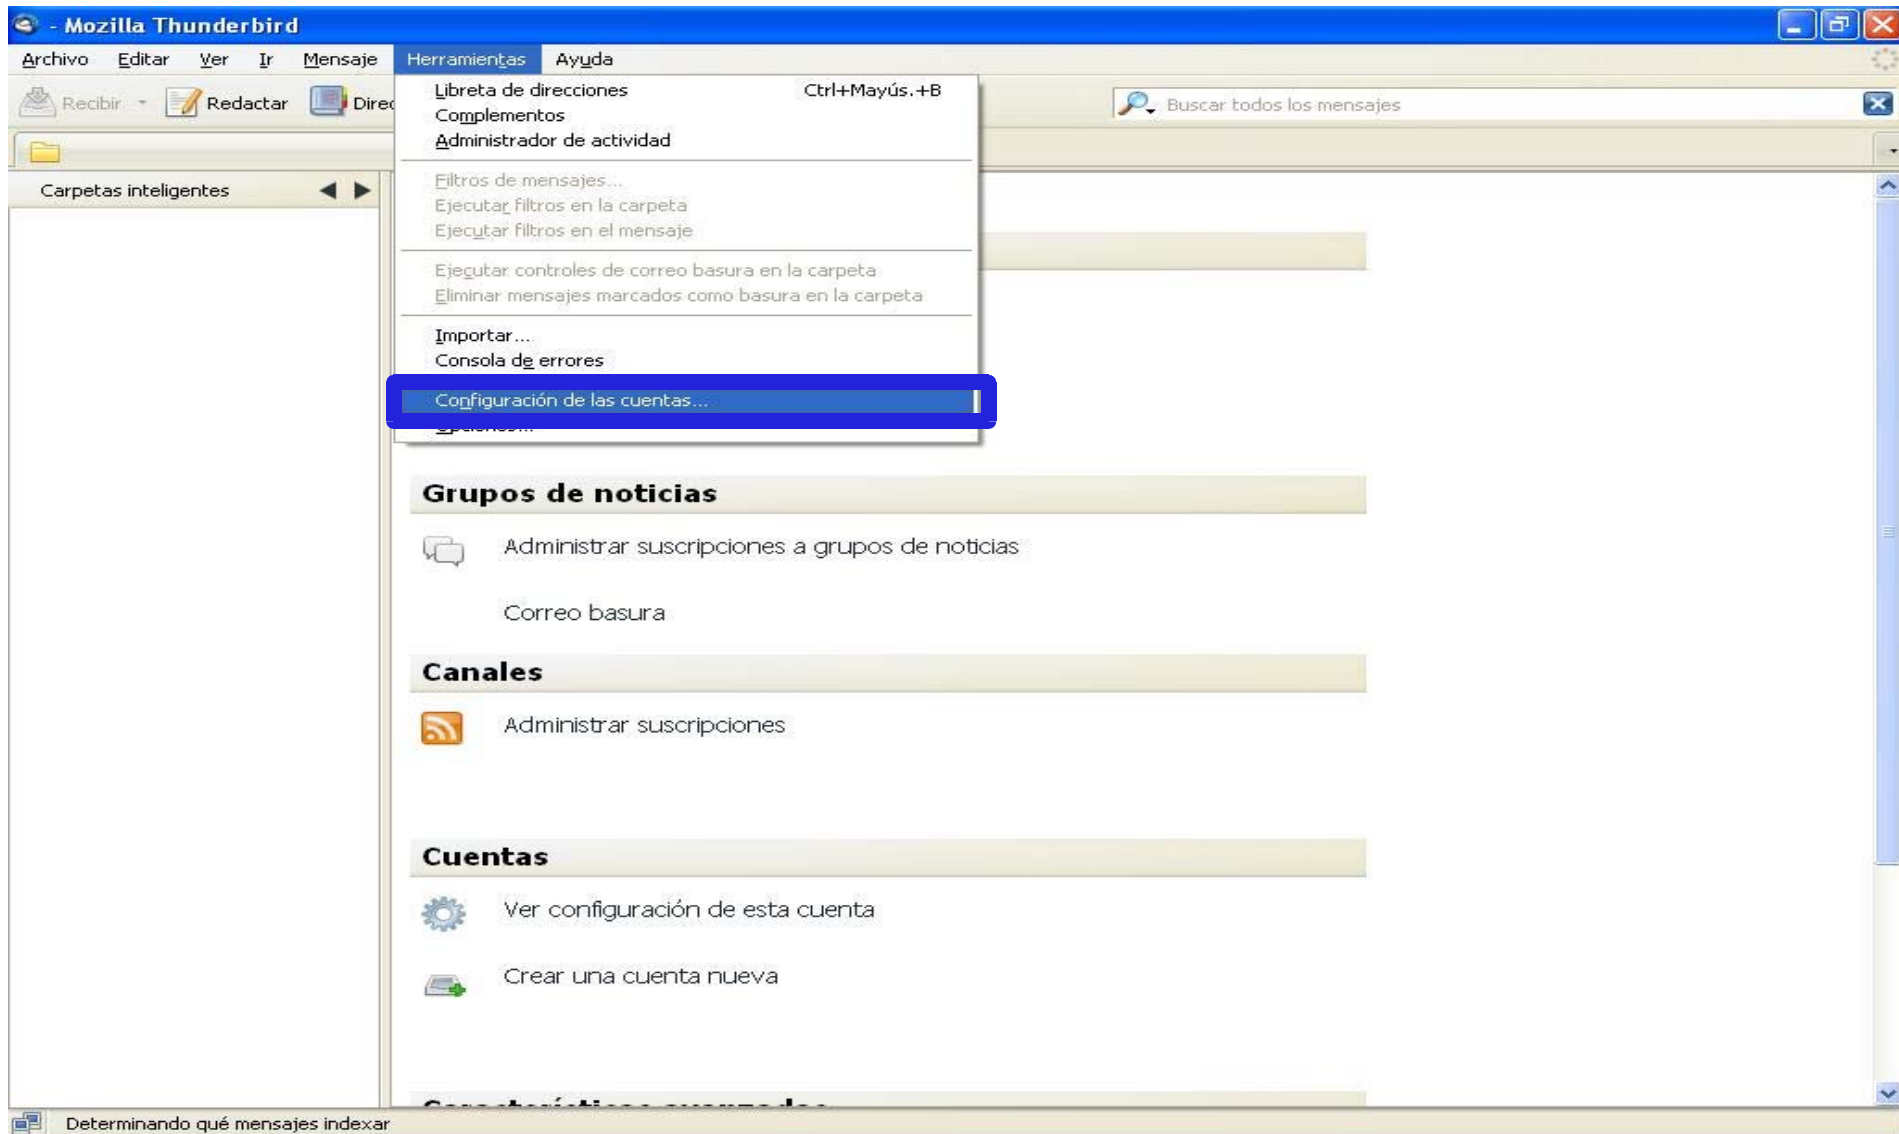 - Mozilla Thunderbird
Archivo Editar Ver Ir Mensaje Herramientas Ayuda
Recibir Redactar Buscar todos los mensajes
Libreta de direcciones Ctrl+Mayús.+B
Complementos
Administrador de actividad
Filtros de mensajes...
Ejecutar filtros en la carpeta
Ejecutar filtros en el mensaje
Ejecutar controles de correo basura en la carpeta
Eliminar mensajes marcados como basura en la carpeta
Importar...
Consola de errores
Configuración de las cuentas...
Opciones...
Carpetas inteligentes
Grupos de noticias
Administrar suscripciones a grupos de noticias
Correo basura
Canales
Administrar suscripciones
Cuentas
Ver configuración de esta cuenta
Crear una cuenta nueva
Determinando qué mensajes indexar